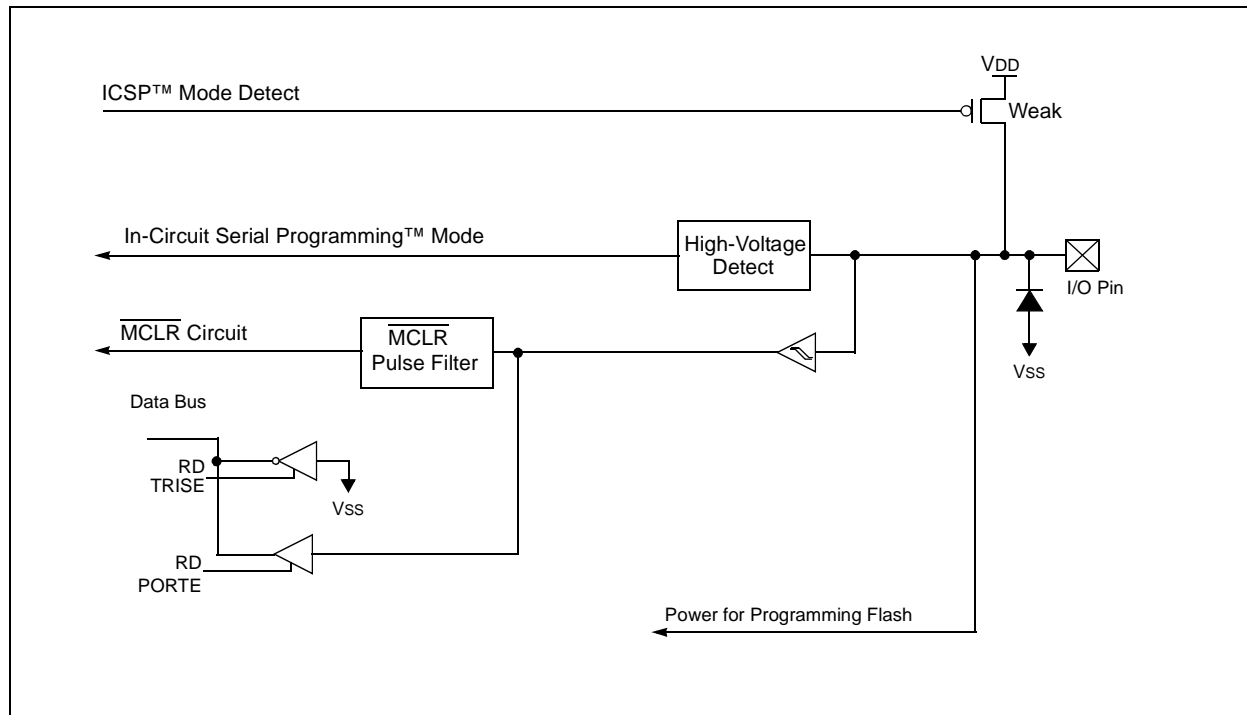 VDD
ICSP™ Mode Detect
Weak
In-Circuit Serial Programming™ Mode
High-Voltage
Detect
I/O Pin
MCLR Circuit
MCLR
Pulse Filter
VSS
Data Bus
RD
TRISE
VSS
RD
PORTE
Power for Programming Flash